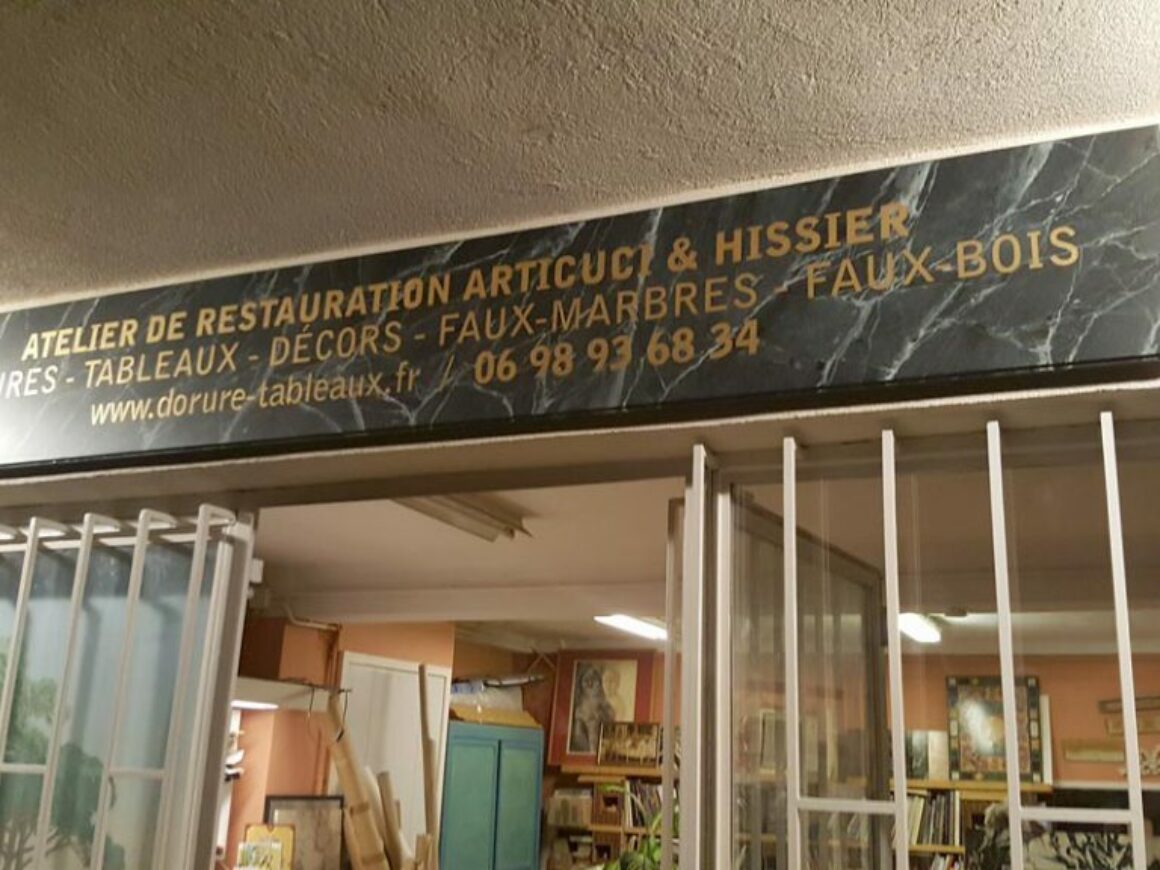 ATELIER DE RESTAURATION ARTICUCI & HISSIER
- TABLEAUX - DÉCORS - FAUX-MARBRES - FAUX-BOIS
www.dorure-tableaux.fr / 06 98 93 68 34